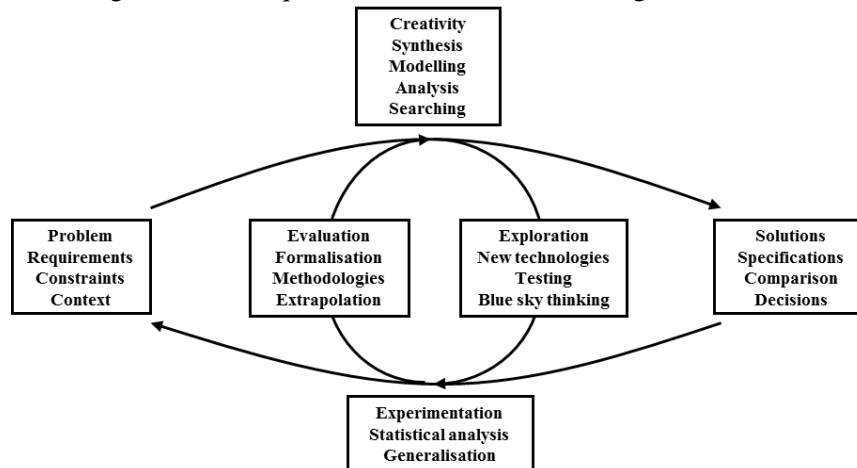 Creativity
Synthesis
Modelling
Analysis
Searching
Problem
Requirements
Constraints
Context
Evaluation
Formalisation
Methodologies
Extrapolation
Exploration
New technologies
Testing
Blue sky thinking
Solutions
Specifications
Comparison
Decisions
Experimentation
Statistical analysis
Generalisation